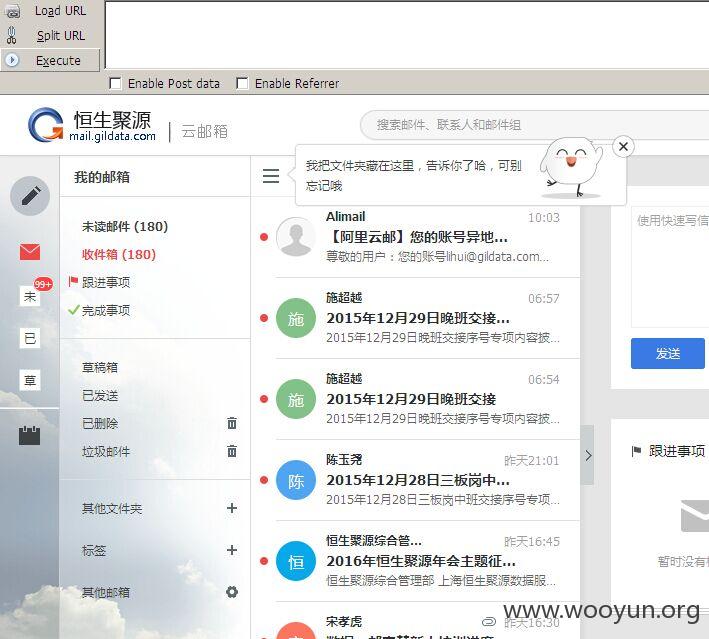 Load URL
Split URL
Execute
Enable Post data
Enable Referrer
恒生聚源
mail.gildata.com
云邮箱
搜索邮件、联系人和邮件组
我把文件夹藏在这里，告诉你了哈，可别
忘记哦
我的邮箱
未读邮件 (180)
收件箱 (180)
跟进事项
完成事项
草稿箱
已发送
已删除
垃圾邮件
其他文件夹
标签
其他邮箱
99+
未
已
草
Alimail
10:03
【阿里云邮】您的账号异地...
尊敬的用户：您的账号lihui@gildata.com...
施
施超越
06:57
2015年12月29日晚班交接...
2015年12月29日晚班交接序号专项内容披...
施
施超越
06:54
2015年12月29日晚班交接
2015年12月29日晚班交接序号专项内容披...
陈
陈玉尧
昨天21:01
2015年12月28日三板岗中...
2015年12月28日三板岗中班交接序号专项...
恒
恒生聚源综合管...
昨天16:45
2016年恒生聚源年会主题征...
恒生聚源综合管理部 上海恒生聚源数据服...
宋孝虎
昨天16:30
使用快速写信
发送
跟进事项
暂时没有
www.wooyun.org